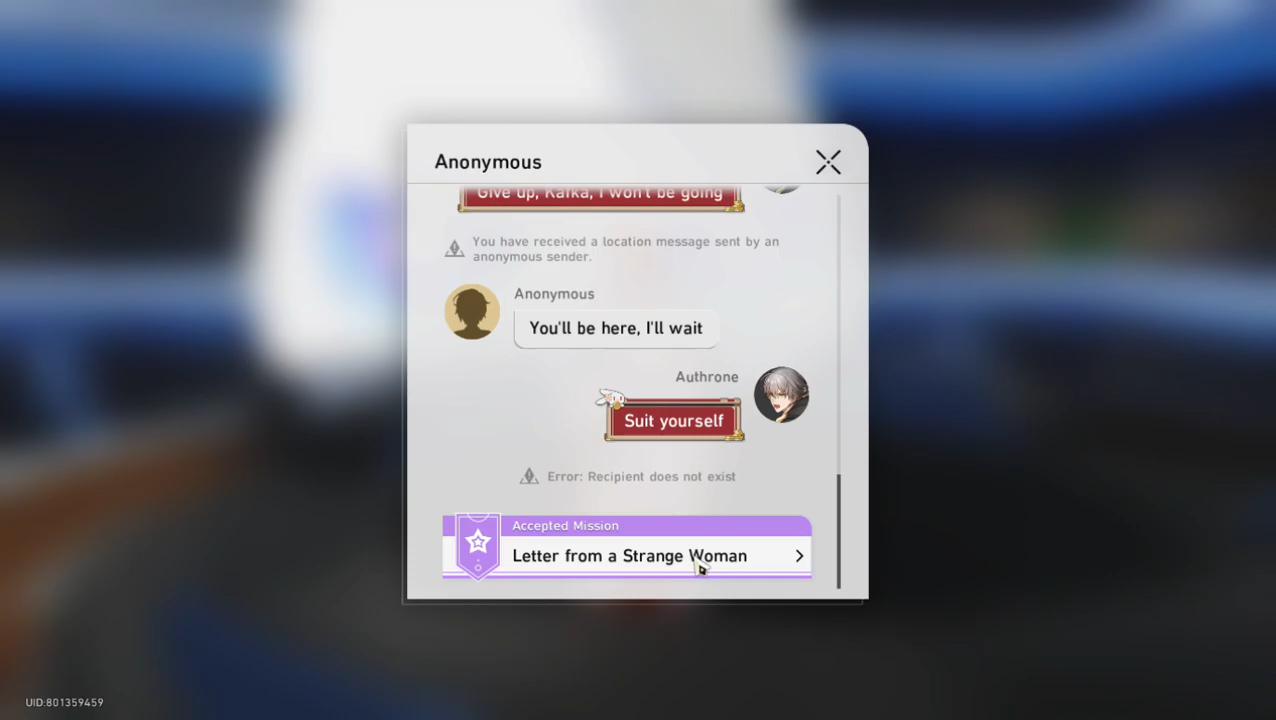 Anonymous
Give up, Kafka, I won't be going
You have received a location message sent by an
anonymous sender.
Anonymous
You'll be here, I'll wait
Authrone
Suit yourself
Error: Recipient does not exist
Accepted Mission
Letter from a Strange Woman
UID:801359459